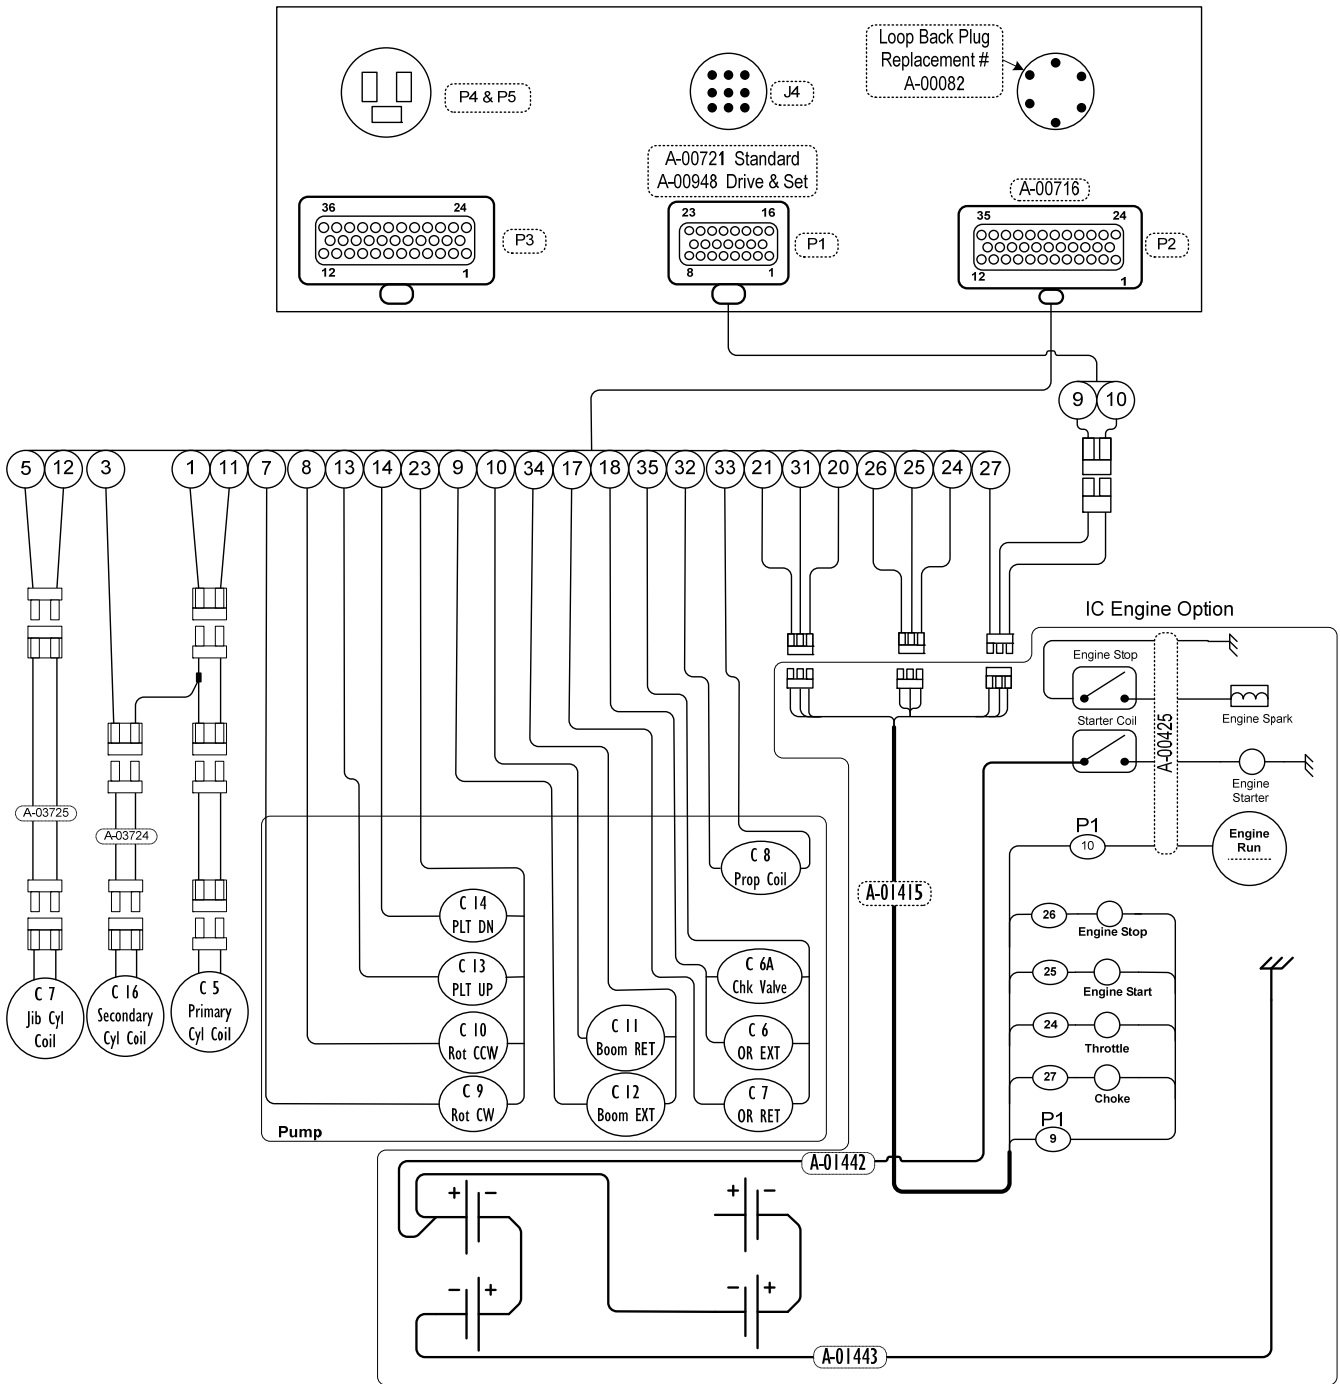 Loop Back Plug
Replacement #
A-00082
P4 & P5
J4
A-00721 Standard
A-00948 Drive & Set
A-00716
36 24
12 1
P3
23 16
8 1
P1
35 24
12 1
P2
9 10
5 12 3 1 11 7 8 13 14 23 9 10 34 17 18 35 32 33 21 31 20 26 25 24 27
IC Engine Option
Engine Stop
Starter Coil
A-00425
Engine Spark
Engine
Starter
A-03725
A-03724
P1
10
Engine
Run
C 8
Prop Coil
A-01415
C 14
PLT DN
26
Engine Stop
C 13
PLT UP
C 6A
Chk Valve
25
Engine Start
C 7
Jib Cyl
Coil
C 16
Secondary
Cyl Coil
C 5
Primary
Cyl Coil
C 10
Rot CCW
C 11
Boom RET
C 6
OR EXT
24
Throttle
C 9
Rot CW
C 12
Boom EXT
C 7
OR RET
27
Choke
Pump
P1
9
A-01442
+ −
+ −
− +
− +
A-01443